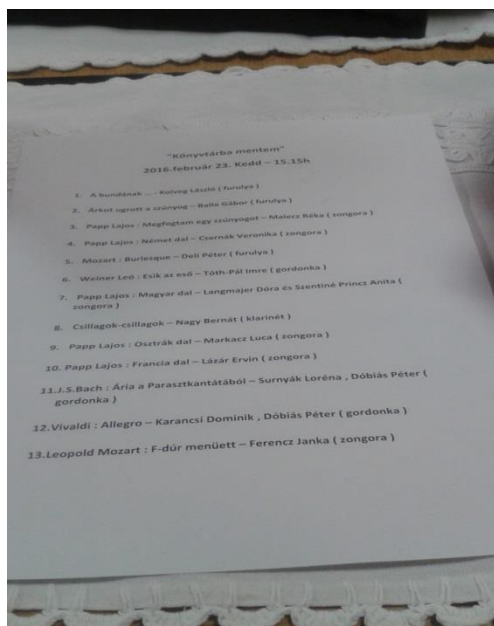 "Könyvtárba mentem"
2016.február 23. Kedd – 15.15h
1. A bundának ... - Kolveg László ( furulya )
2. Árkot ugrott a szúnyog – Balla Gábor ( furulya )
3. Papp Lajos : Megfogtam egy szúnyogot – Malecz Réka ( zongora )
4. Papp Lajos : Német dal – Csernák Veronika ( zongora )
5. Mozart : Burlesque – Deli Péter ( furulya )
6. Weiner Leó : Esik az eső – Tóth-Pál Imre ( gordonka )
7. Papp Lajos : Magyar dal – Langmajer Dóra és Szentiné Princz Anita (
zongora )
8. Csillagok-csillagok – Nagy Bernát ( klarinét )
9. Papp Lajos : Osztrák dal – Markacz Luca ( zongora )
10. Papp Lajos : Francia dal – Lázár Ervin ( zongora )
11.J.S.Bach : Ária a Parasztkantátából – Surnyák Loréna , Dóbiás Péter (
gordonka )
12.Vivaldi : Allegro – Karancsi Dominik , Dóbiás Péter ( gordonka )
13.Leopold Mozart : F-dúr menüett – Ferencz Janka ( zongora )